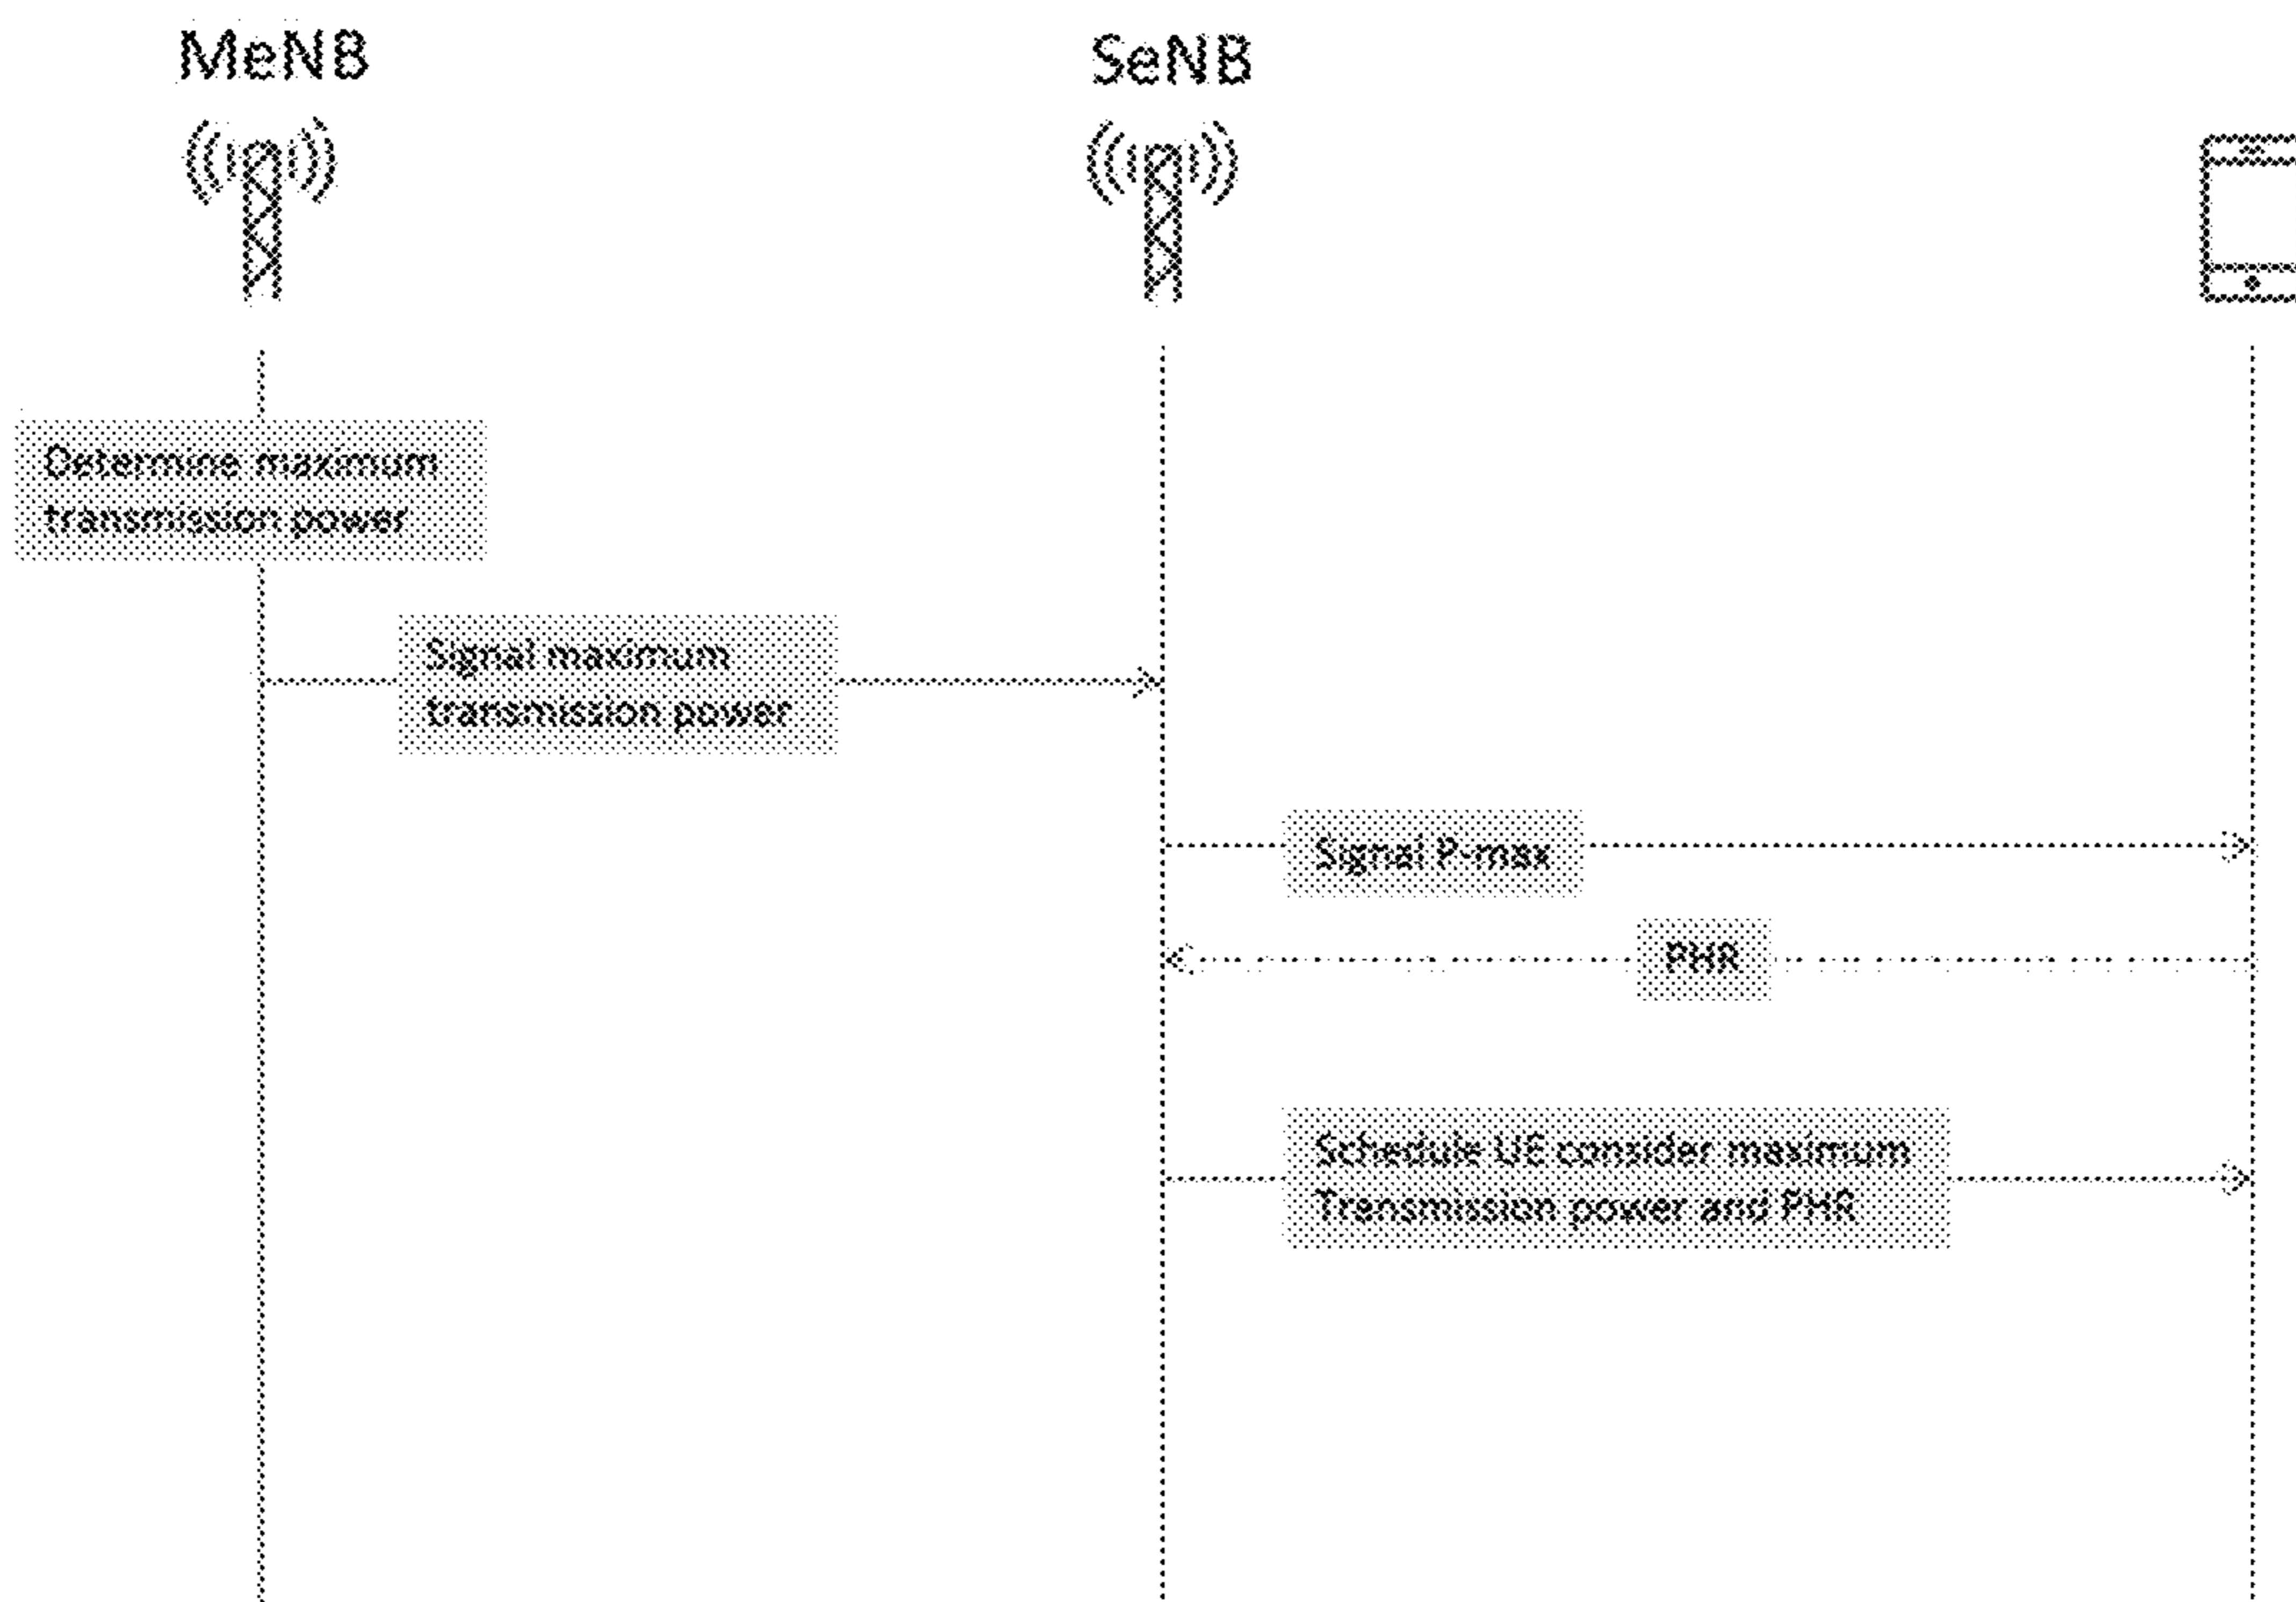 MeNB
SeNB
Determine maximum
transmission power
Signal maximum
transmission power
Signal P-max
PHR
Schedule UE consider maximum
Transmission power and PHR